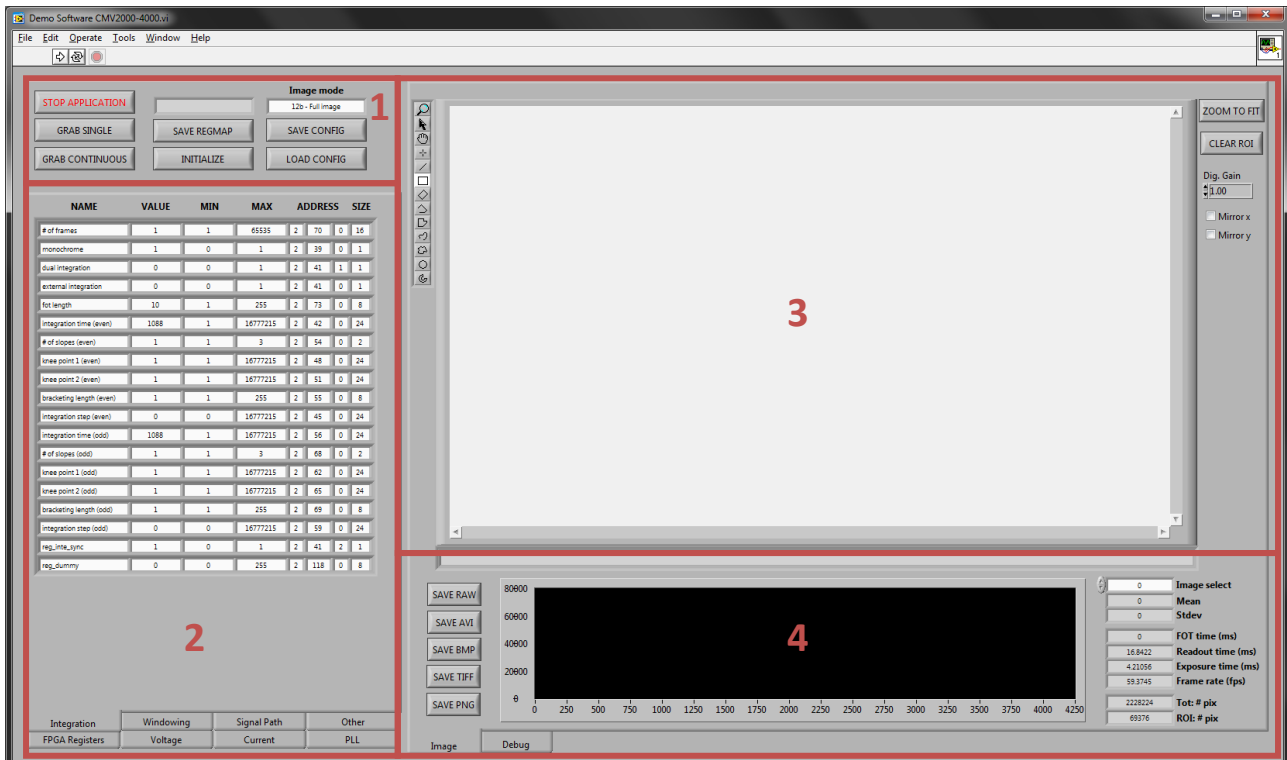 Demo Software CMV2000-4000.vi
File Edit Operate Tools Window Help
1
Image mode
STOP APPLICATION 12b - Full image 1
GRAB SINGLE SAVE REGMAP SAVE CONFIG
GRAB CONTINUOUS INITIALIZE LOAD CONFIG
NAME VALUE MIN MAX ADDRESS SIZE
# of frames 1 1 65535 2 70 0 16
monochrome 1 0 1 2 39 0 1
dual integration 0 0 1 2 41 1 1
external integration 0 0 1 2 41 0 1
fot length 10 1 255 2 73 0 8
integration time (even) 1088 1 16777215 2 42 0 24
# of slopes (even) 1 1 3 2 54 0 2
knee point 1 (even) 1 1 16777215 2 48 0 24
knee point 2 (even) 1 1 16777215 2 51 0 24
bracketing length (even) 1 1 255 2 55 0 8
integration step (even) 0 0 16777215 2 45 0 24
integration time (odd) 1088 1 16777215 2 56 0 24
# of slopes (odd) 1 1 3 2 68 0 2
knee point 1 (odd) 1 1 16777215 2 62 0 24
knee point 2 (odd) 1 1 16777215 2 65 0 24
bracketing length (odd) 1 1 255 2 69 0 8
integration step (odd) 0 0 16777215 2 59 0 24
reg_inte_sync 1 0 1 2 41 2 1
reg_dummy 0 0 255 2 118 0 8
2
Integration Windowing Signal Path Other
FPGA Registers Voltage Current PLL
ZOOM TO FIT
CLEAR ROI
Dig. Gain
1.00
Mirror x
Mirror y
3
SAVE RAW
SAVE AVI
SAVE BMP
SAVE TIFF
SAVE PNG
80000
60000
40000
20000
0
0 250 500 750 1000 1250 1500 1750 2000 2250 2500 2750 3000 3250 3500 3750 4000 4250
4
0 Image select
0 Mean
0 Stdev
0 FOT time (ms)
16.8422 Readout time (ms)
4.21056 Exposure time (ms)
59.3745 Frame rate (fps)
2228224 Tot: # pix
69376 ROI: # pix
Image Debug